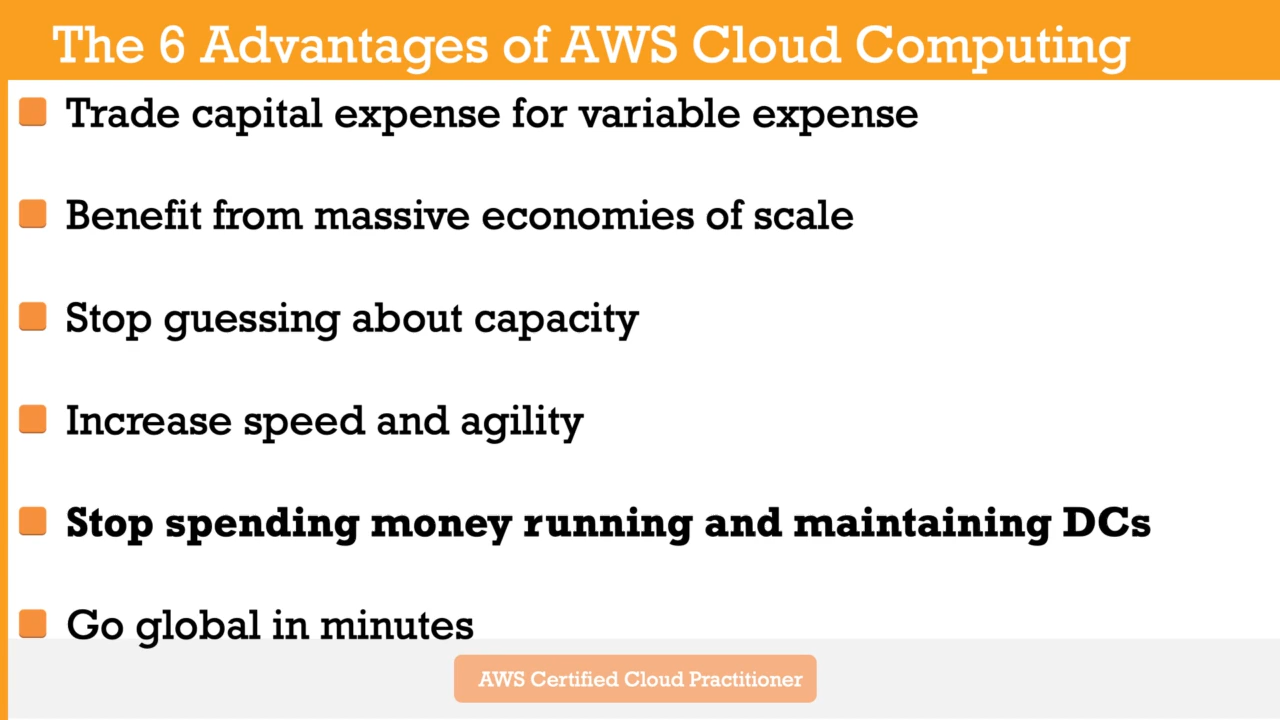 The 6 Advantages of AWS Cloud Computing
Trade capital expense for variable expense
Benefit from massive economies of scale
Stop guessing about capacity
Increase speed and agility
Stop spending money running and maintaining DCs
Go global in minutes
AWS Certified Cloud Practitioner